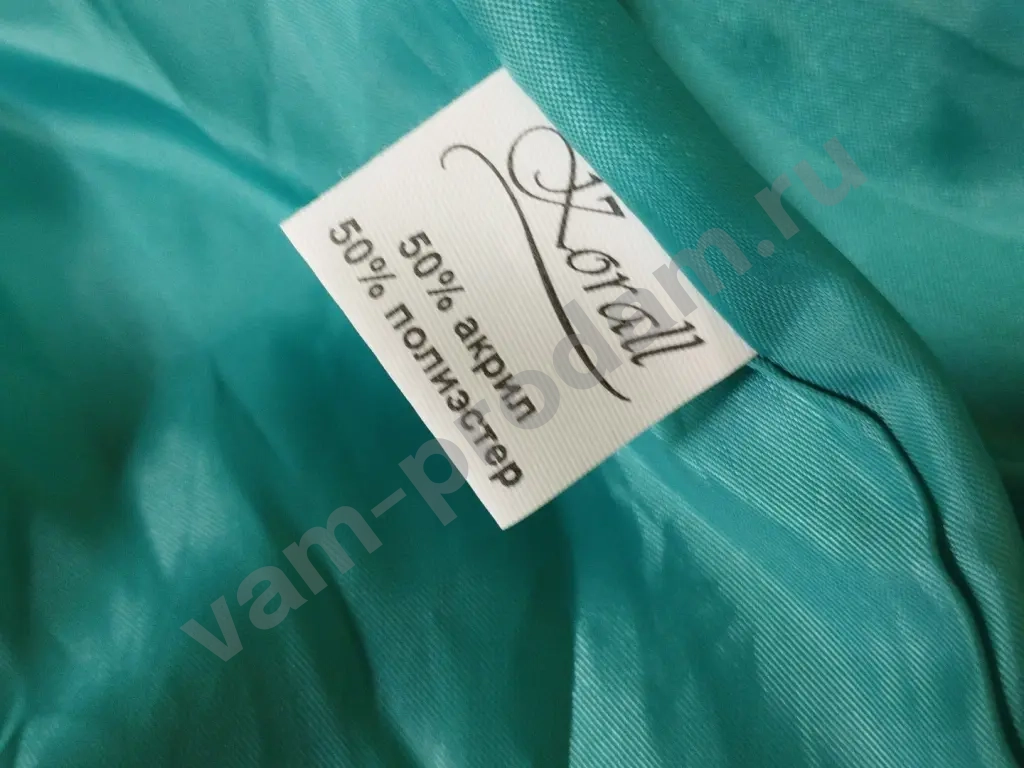 Korall
50% акрил
50% полиэстер
vam-prodam.ru